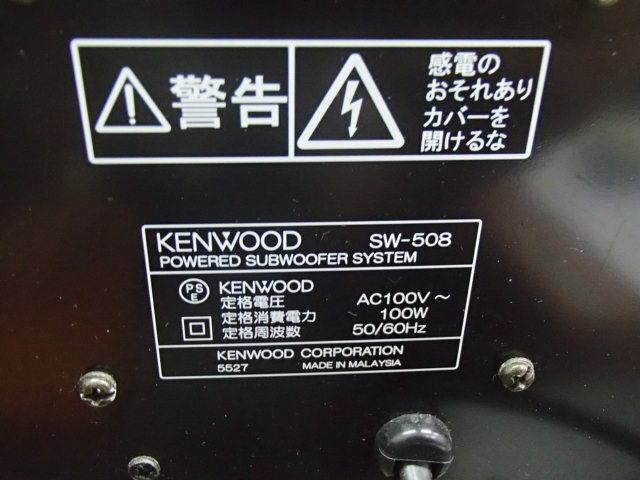 警告
感電の
おそれあり
カバーを
開けるな
KENWOOD SW-508
POWERED SUBWOOFER SYSTEM
PSE KENWOOD
定格電圧 AC100V～
定格消費電力 100W
定格周波数 50/60Hz
KENWOOD CORPORATION
5527 MADE IN MALAYSIA